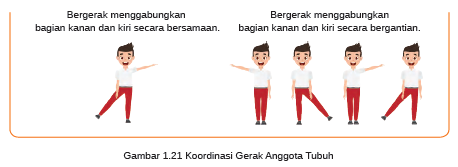 Bergerak menggabungkan
bagian kanan dan kiri secara bersamaan.
Bergerak menggabungkan
bagian kanan dan kiri secara bergantian.
Gambar 1.21 Koordinasi Gerak Anggota Tubuh